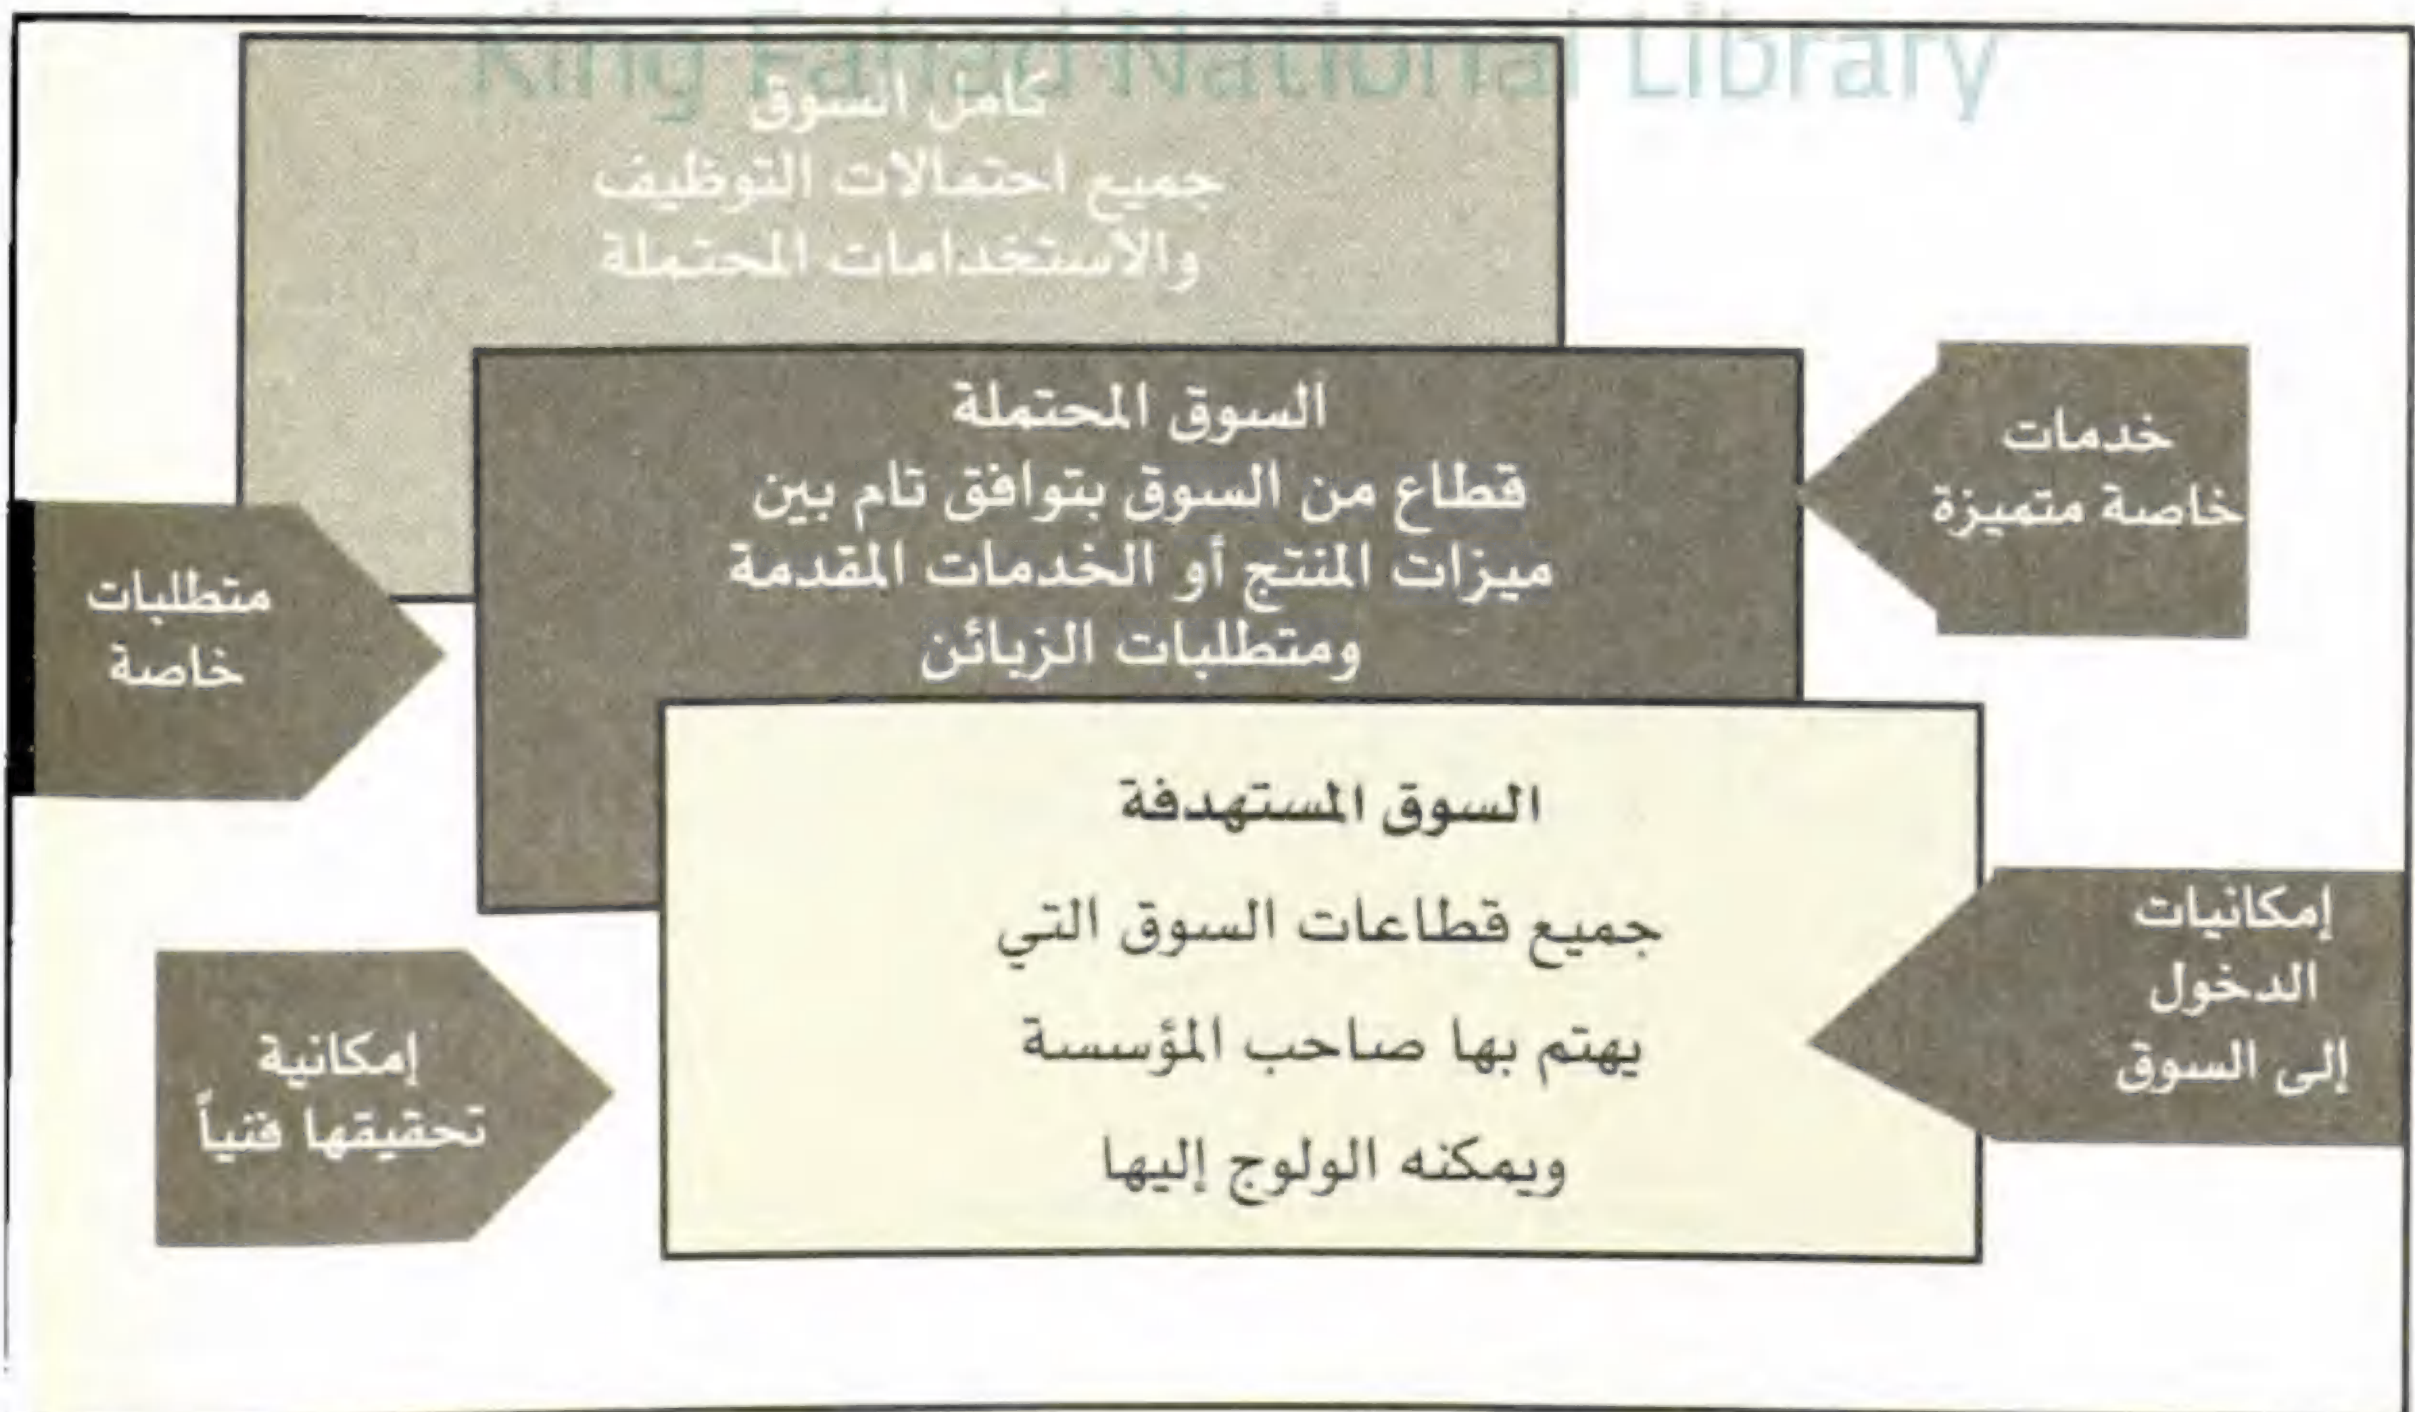 King Fahad National Library
كامل السوق
جميع احتمالات التوظيف
والاستخدامات المحتملة
السوق المحتملة
قطاع من السوق بتوافق تام بين
ميزات المنتج أو الخدمات المقدمة
ومتطلبات الزبائن
خدمات
خاصة متميزة
متطلبات
خاصة
السوق المستهدفة
جميع قطاعات السوق التي
يهتم بها صاحب المؤسسة
ويمكنه الولوج إليها
إمكانيات
الدخول
إلى السوق
إمكانية
تحقيقها فنياً